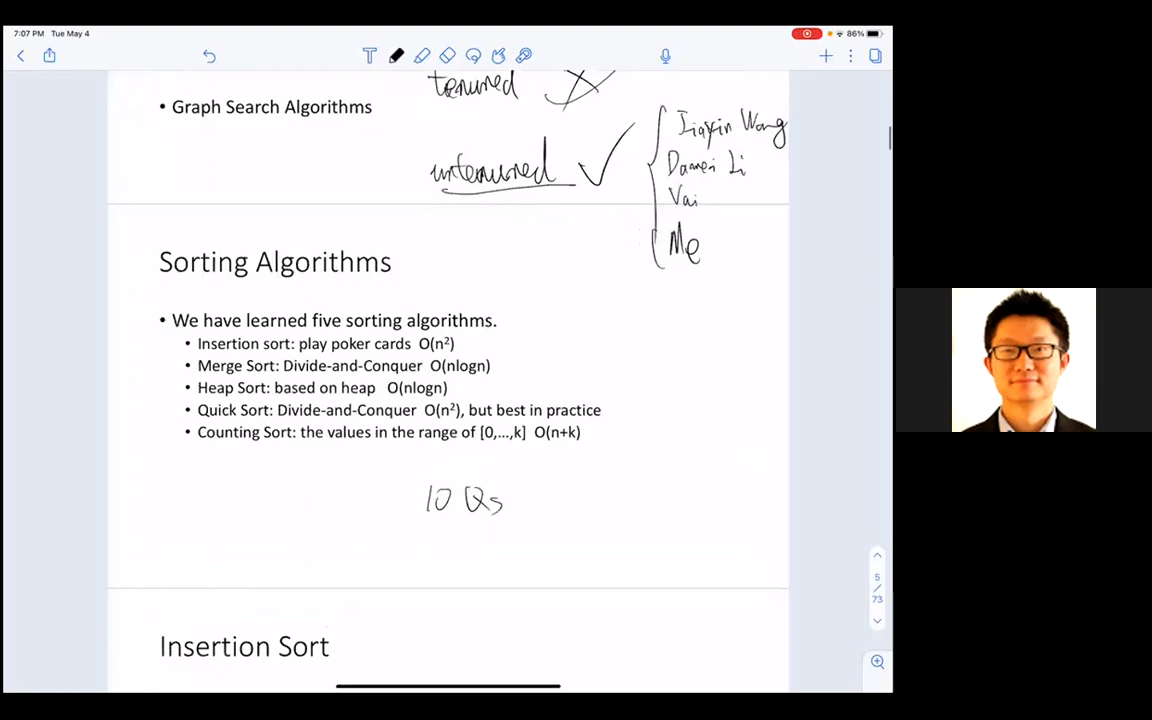 7:07 PM Tue May 4
86%
tenured
• Graph Search Algorithms
Wang
untenured
Li
Vai
Me
Sorting Algorithms
• We have learned five sorting algorithms.
• Insertion sort: play poker cards O(n²)
• Merge Sort: Divide-and-Conquer O(nlogn)
• Heap Sort: based on heap O(nlogn)
• Quick Sort: Divide-and-Conquer O(n²), but best in practice
• Counting Sort: the values in the range of [0,...,k] O(n+k)
10 Qs
5
/
73
Insertion Sort